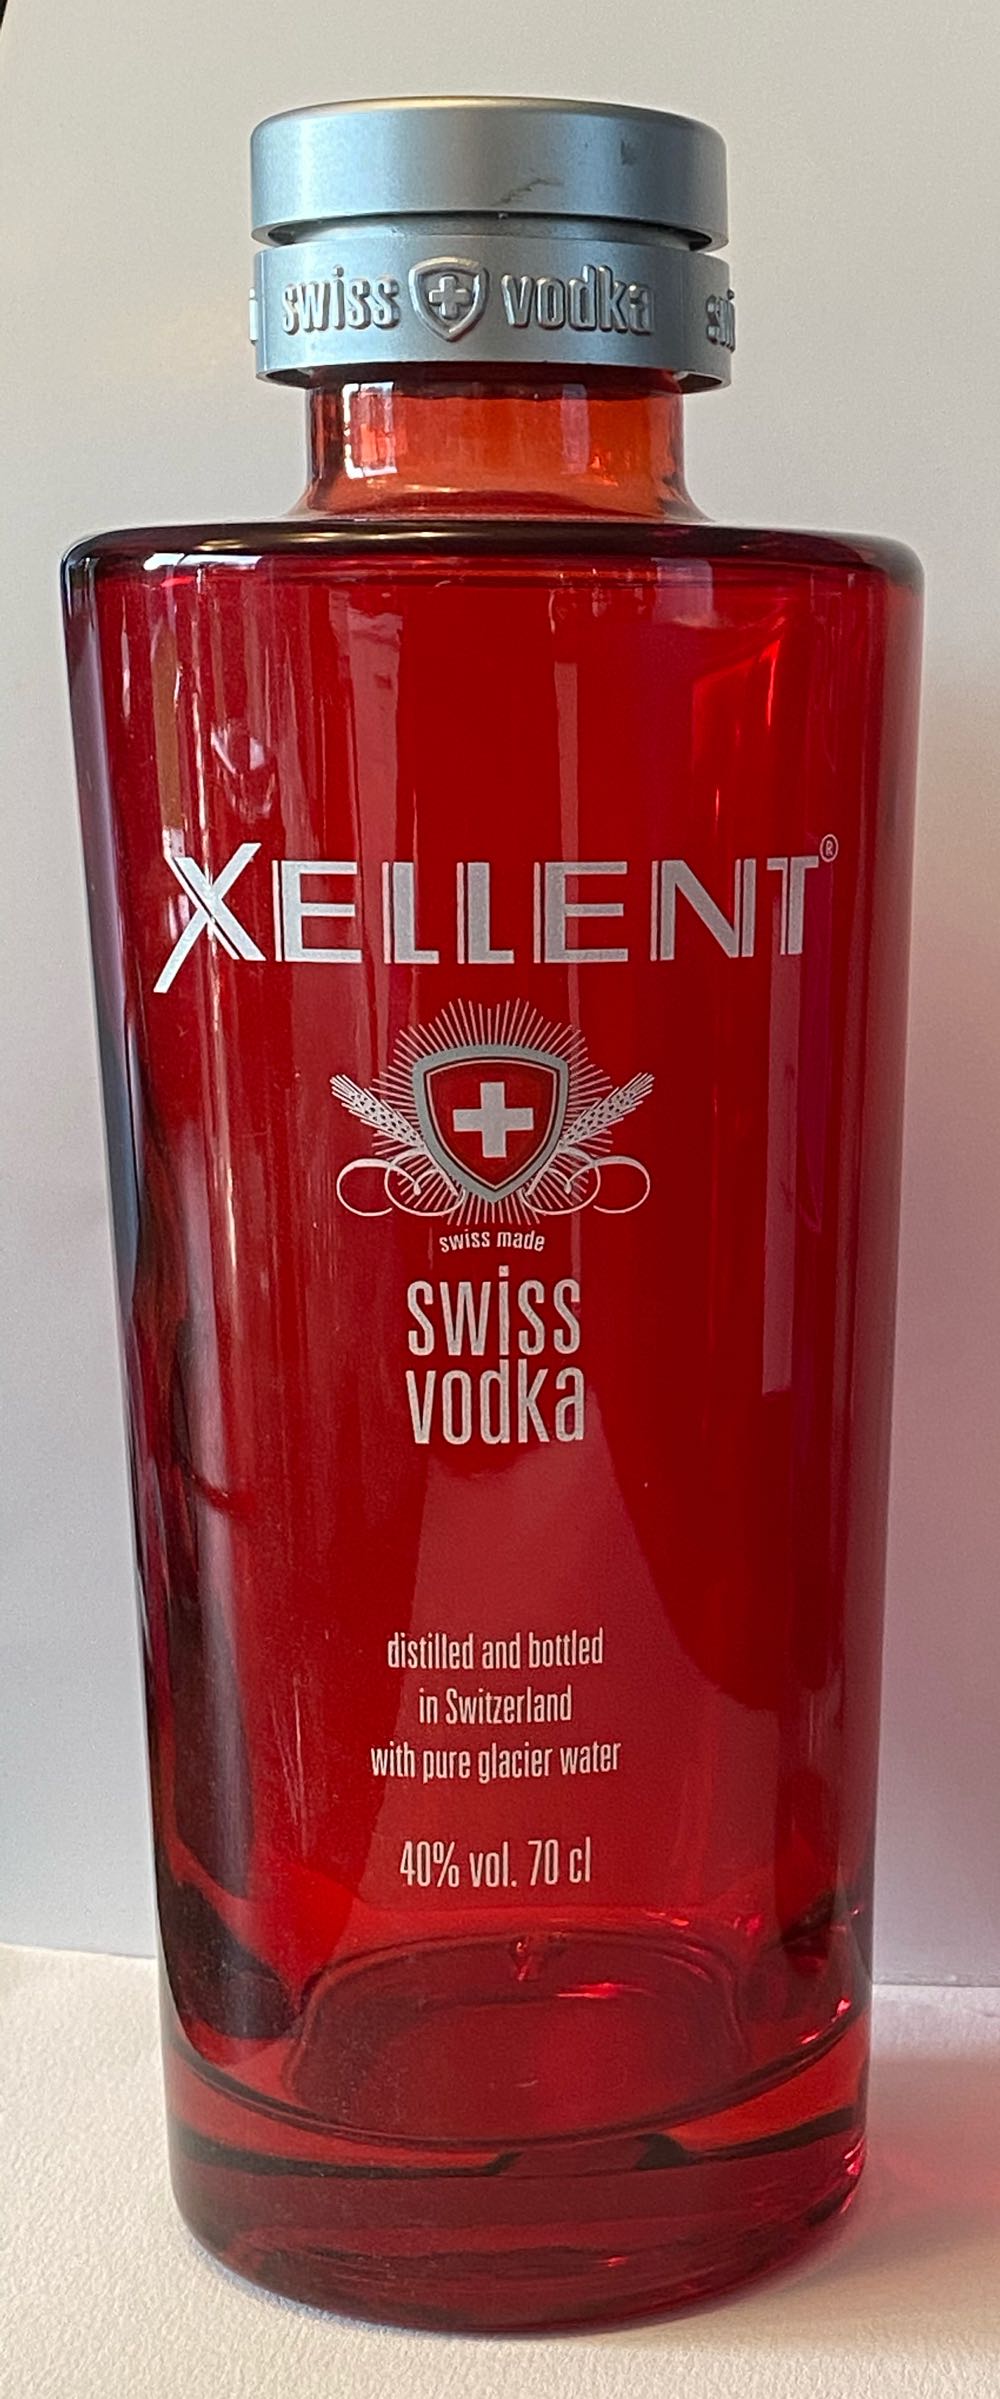 swiss vodka
XELLENT®
swiss made
swiss
vodka
distilled and bottled
in Switzerland
with pure glacier water
40% vol. 70 cl